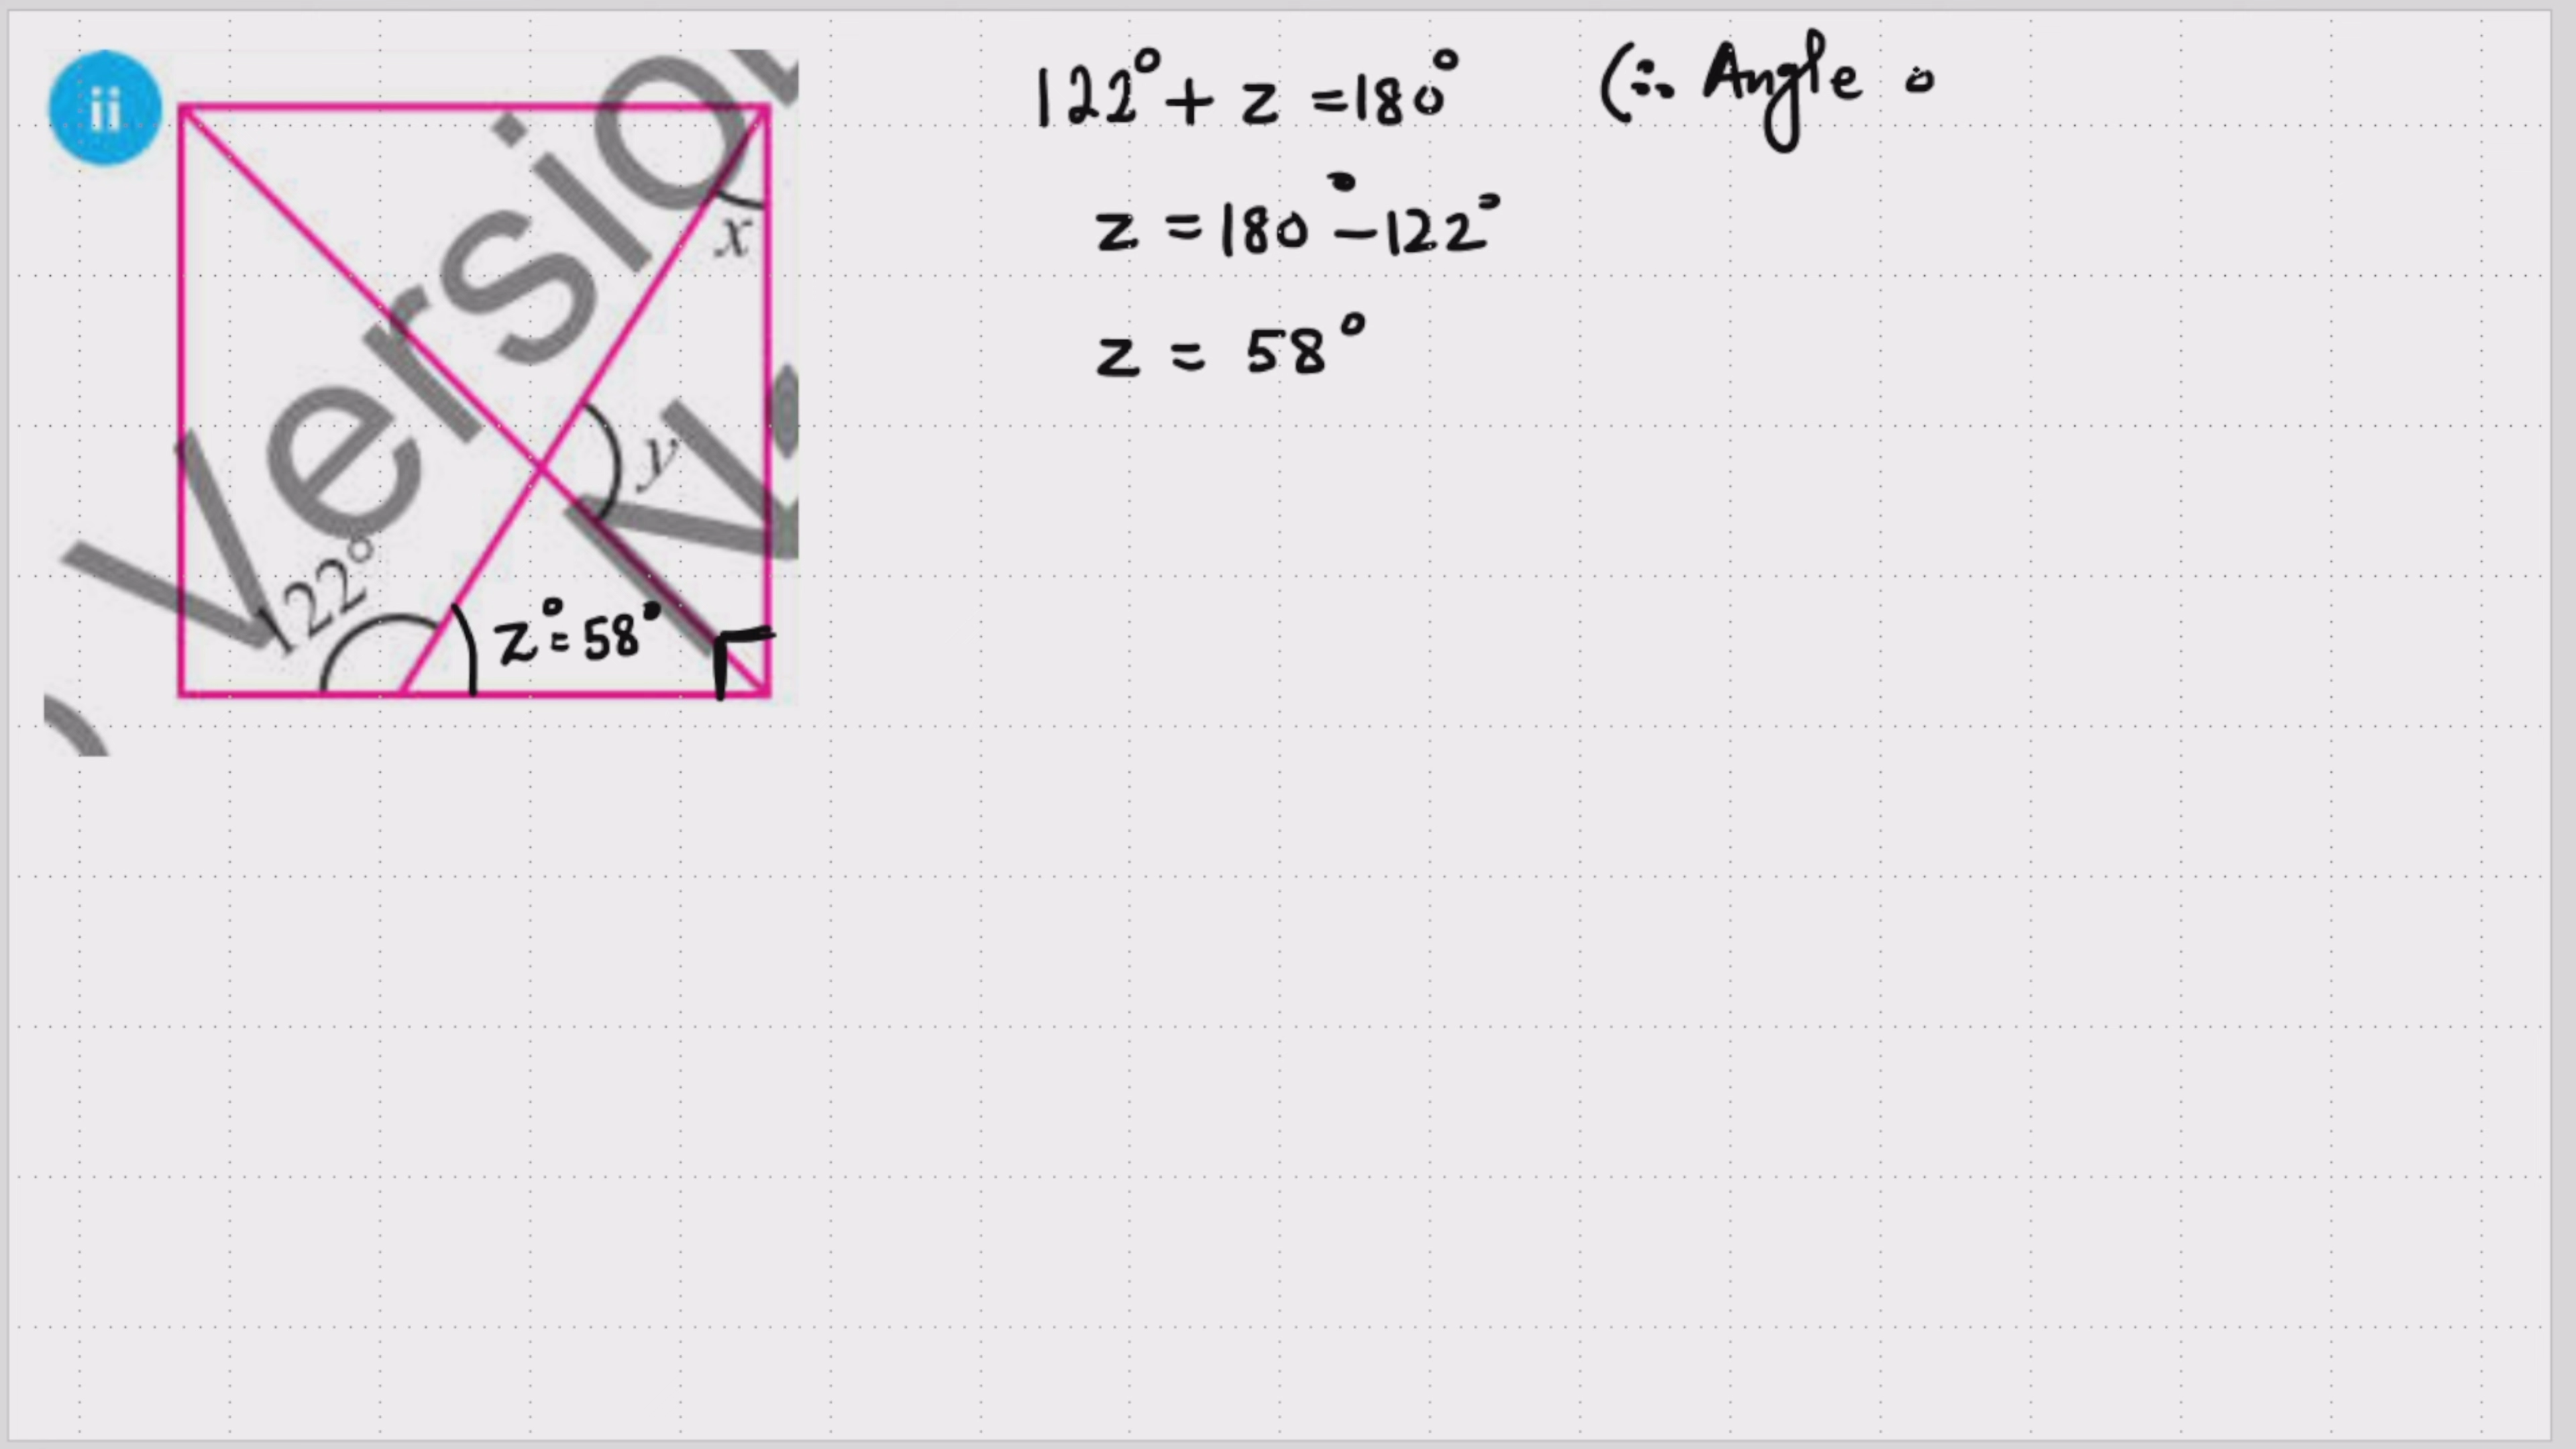 ii
Version
x
y
122°
z° = 58°
122° + z = 180° (∵ Angle o
z = 180° - 122°
z = 58°